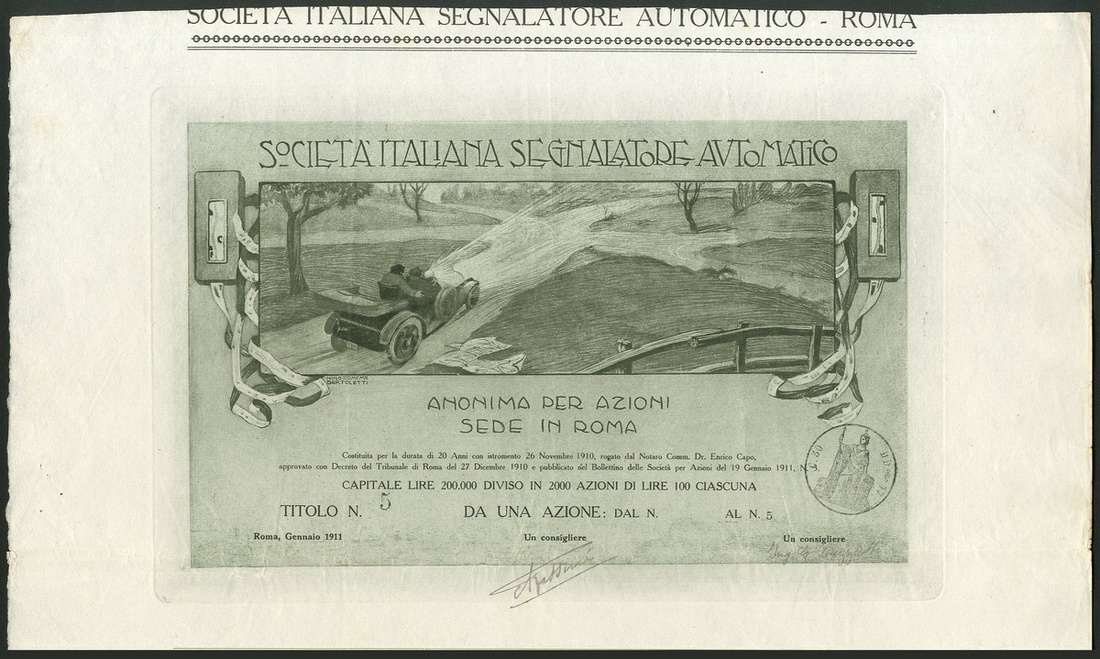 SOCIETÀ ITALIANA SEGNALATORE AUTOMATICO - ROMA
SOCIETÀ ITALIANA SEGNALATORE AVTOMATICO
NINO MCMX
BERTOLETTI
ANONIMA PER AZIONI
SEDE IN ROMA
Costituita per la durata di 20 Anni con istromento 26 Novembre 1910, rogato dal Notaro Comm. Dr. Enrico Capo,
approvato con Decreto del Tribunale di Roma del 27 Dicembre 1910 e pubblicato nel Bollettino delle Società per Azioni del 19 Gennaio 1911, N.
CAPITALE LIRE 200.000 DIVISO IN 2000 AZIONI DI LIRE 100 CIASCUNA
TITOLO N. 5 DA UNA AZIONE: DAL N. AL N. 5
Roma, Gennaio 1911 Un consigliere Un consigliere